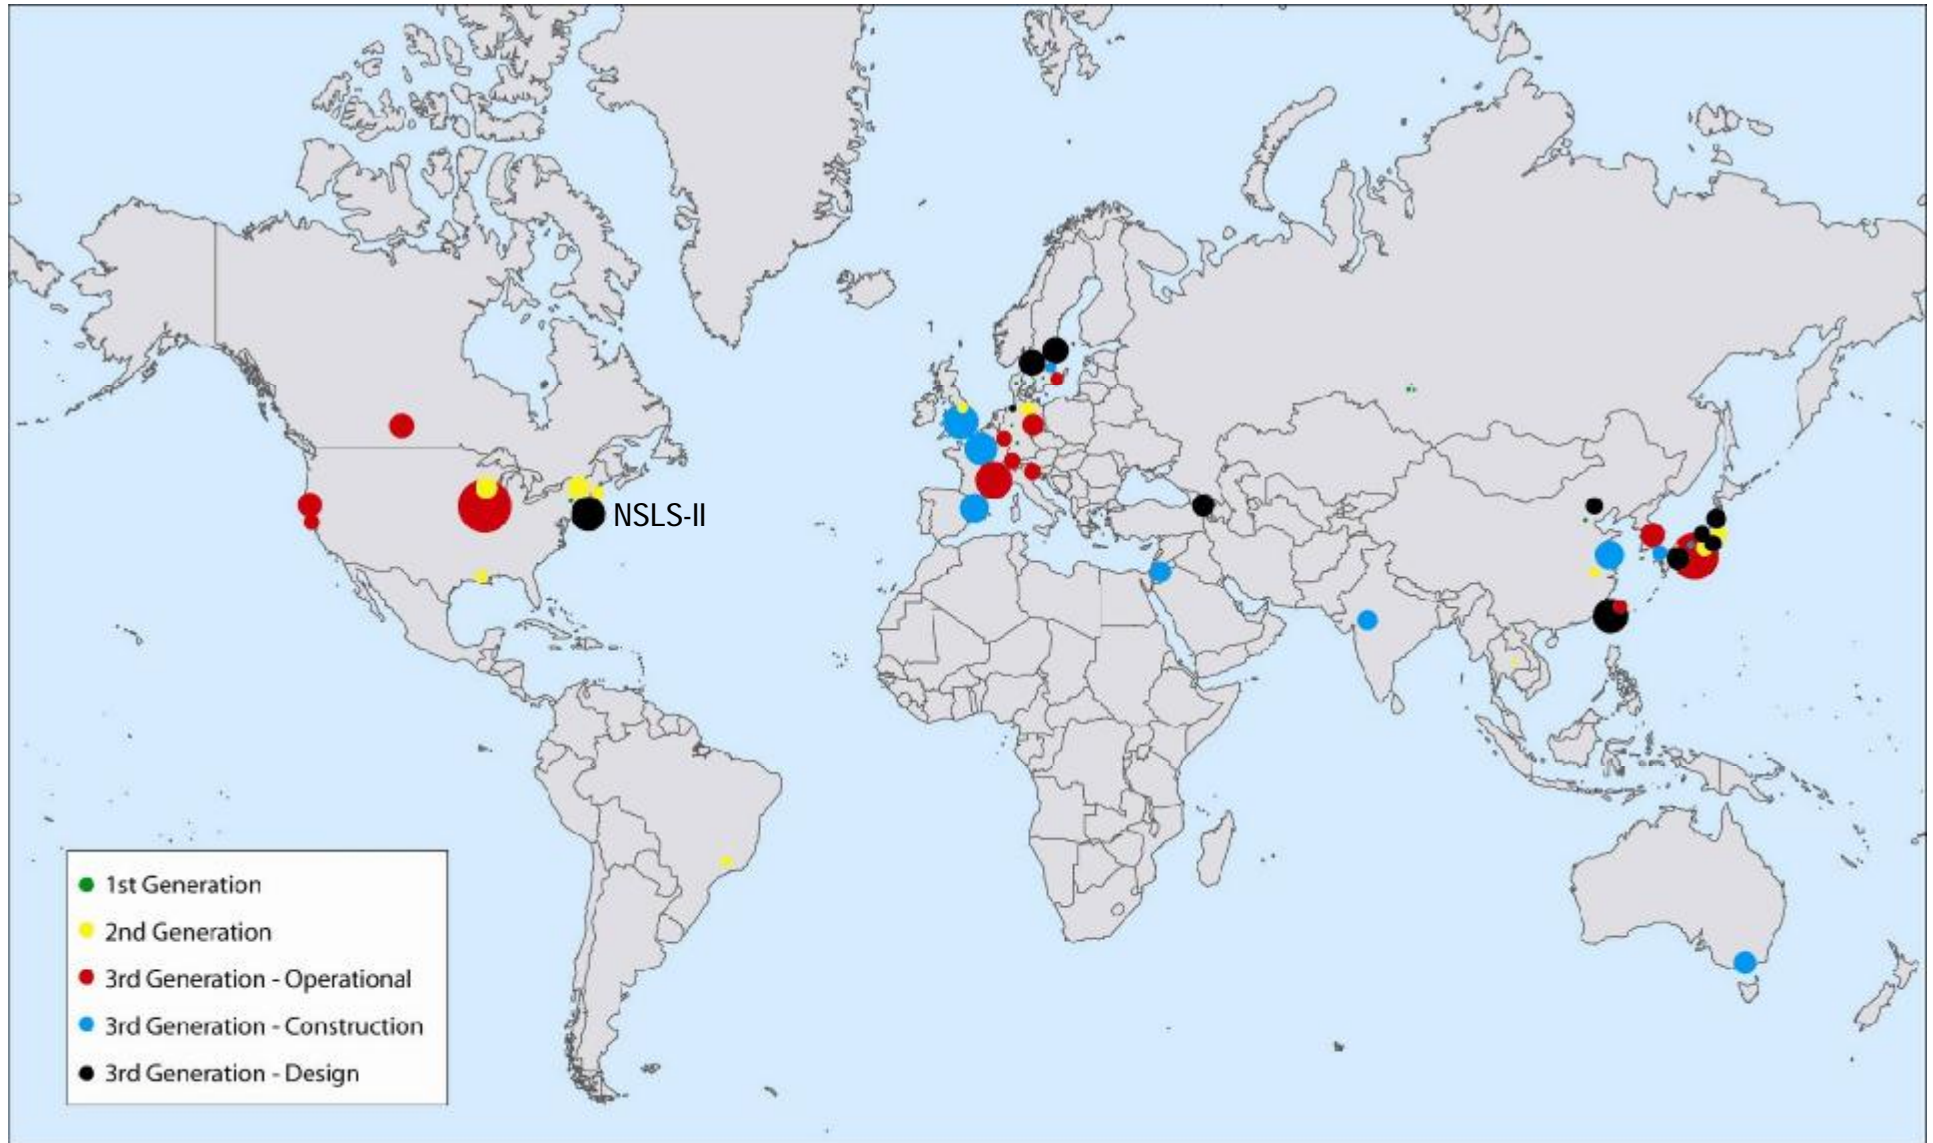 NSLS-II
1st Generation
2nd Generation
3rd Generation - Operational
3rd Generation - Construction
3rd Generation - Design